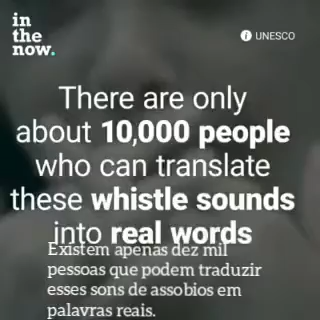 in
the
now.
i UNESCO
There are only
about 10,000 people
who can translate
these whistle sounds
into real words
Existem apenas dez mil
pessoas que podem traduzir
esses sons de assobios em
palavras reais.